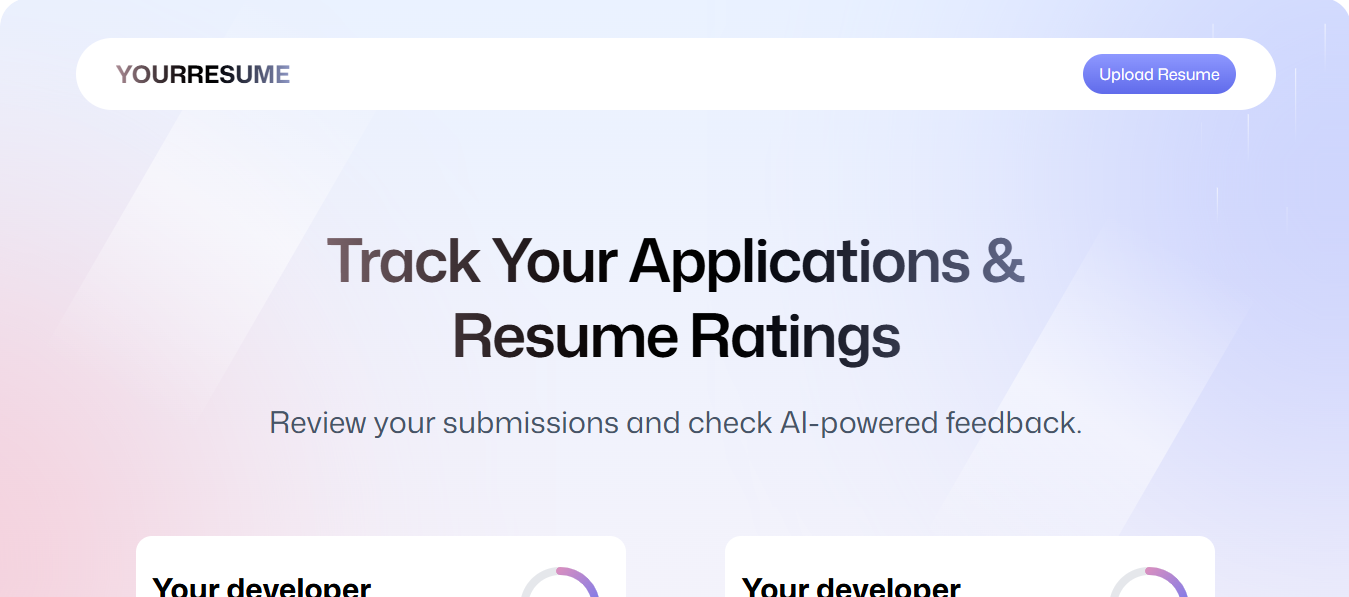 YOURRESUME
Upload Resume
Track Your Applications &
Resume Ratings
Review your submissions and check AI-powered feedback.
Your developer
Your developer